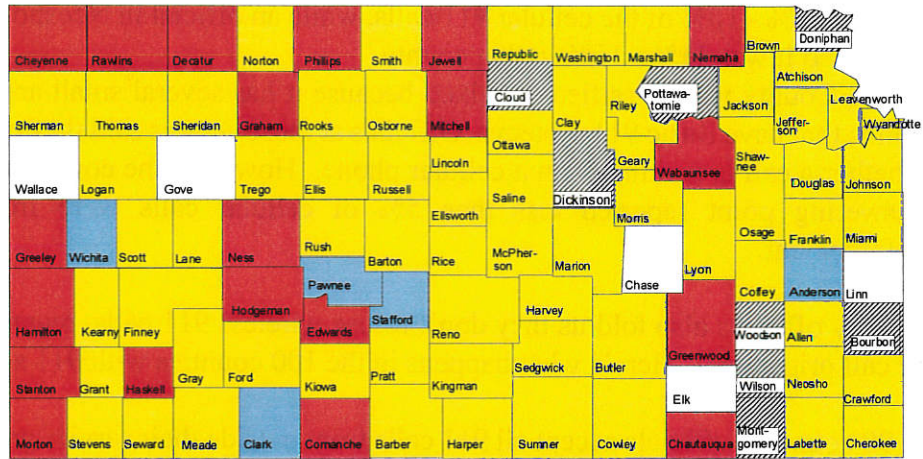 Cheyenne
Rawlins
Decatur
Norton
Phillips
Smith
Jewell
Republic
Washington
Marshall
Nemaha
Brown
Doniphan
Sherman
Thomas
Sheridan
Graham
Rooks
Osborne
Mitchell
Cloud
Clay
Riley
Pottawa-
tomie
Jackson
Atchison
Jeffer-
son
Leavenworth
Wyandotte
Wallace
Logan
Gove
Trego
Ellis
Russell
Lincoln
Ottawa
Saline
Dickinson
Geary
Wabaunsee
Shaw-
nee
Douglas
Johnson
Greeley
Wichita
Scott
Lane
Ness
Rush
Barton
Ellsworth
Rice
McPher-
son
Marion
Morris
Chase
Lyon
Osage
Franklin
Miami
Hamilton
Kearny
Finney
Hodgeman
Pawnee
Stafford
Edwards
Reno
Harvey
Coffey
Anderson
Linn
Stanton
Grant
Haskell
Gray
Ford
Kiowa
Pratt
Kingman
Sedgwick
Butler
Greenwood
Woodson
Allen
Bourbon
Elk
Wilson
Neosho
Crawford
Morton
Stevens
Seward
Meade
Clark
Comanche
Barber
Harper
Sumner
Cowley
Chautauqua
Mont-
gomery
Labette
Cherokee